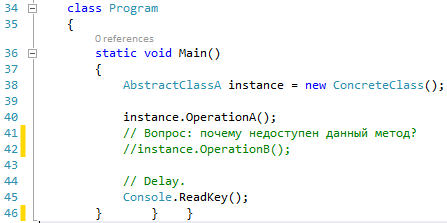 34 class Program
35 {
0 references
36 static void Main()
37 {
38 AbstractClassA instance = new ConcreteClass();
39
40 instance.OperationA();
41 // Вопрос: почему недоступен данный метод?
42 //instance.OperationB();
43
44 // Delay.
45 Console.ReadKey();
46 } } }